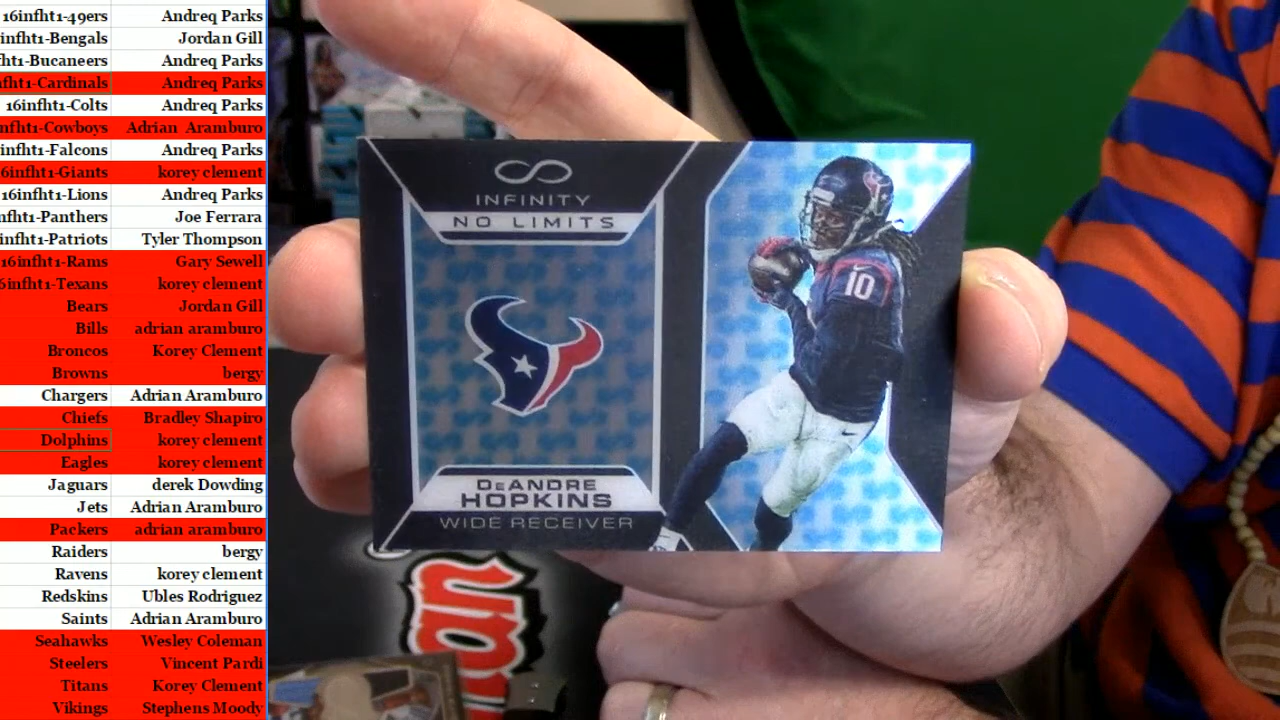 16infht1-49ers Andreq Parks
infht1-Bengals Jordan Gill
fht1-Bucaneers Andreq Parks
nfht1-Cardinals Andreq Parks
16infht1-Colts Andreq Parks
nfht1-Cowboys Adrian Aramburo
infht1-Falcons Andreq Parks
6infht1-Giants korey clement
16infht1-Lions Andreq Parks
nfht1-Panthers Joe Ferrara
infht1-Patriots Tyler Thompson
16infht1-Rams Gary Sewell
6infht1-Texans korey clement
Bears Jordan Gill
Bills adrian aramburo
Broncos Korey Clement
Browns bergy
Chargers Adrian Aramburo
Chiefs Bradley Shapiro
Dolphins korey clement
Eagles korey clement
Jaguars derek Dowding
Jets Adrian Aramburo
Packers adrian aramburo
Raiders bergy
Ravens korey clement
Redskins Ubles Rodriguez
Saints Adrian Aramburo
Seahawks Wesley Coleman
Steelers Vincent Pardi
Titans Korey Clement
Vikings Stephens Moody
INFINITY
NO LIMITS
10
DeANDRE
HOPKINS
WIDE RECEIVER